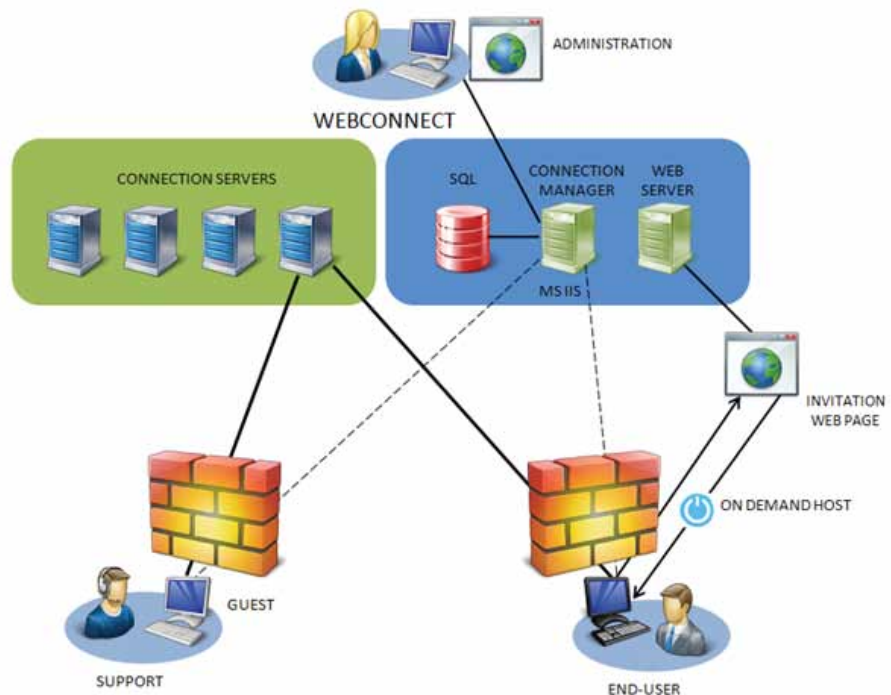 ADMINISTRATION
WEBCONNECT
CONNECTION SERVERS
SQL
CONNECTION
MANAGER
WEB
SERVER
MS IIS
INVITATION
WEB PAGE
ON DEMAND HOST
GUEST
SUPPORT
END-USER